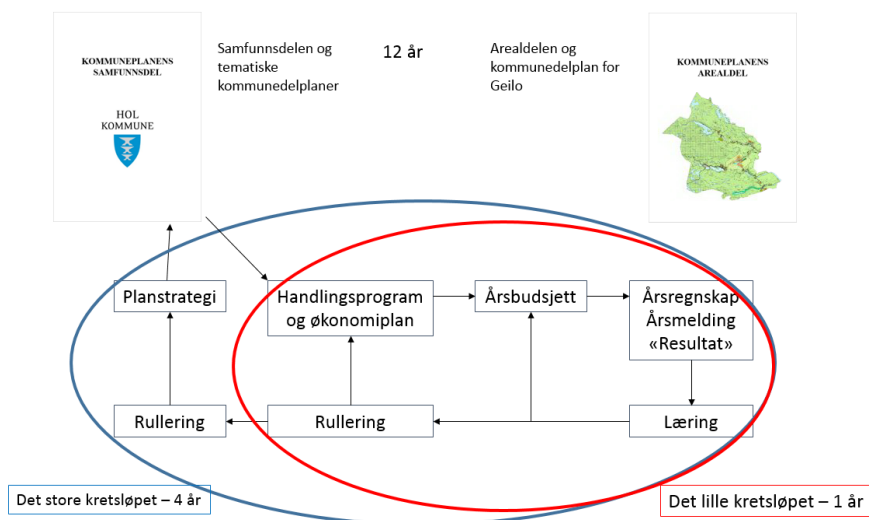 KOMMUNEPLANENS
SAMFUNNSDEL
HOL
KOMMUNE
Samfunnsdelen og
tematiske
kommunedelplaner
12 år
Arealdelen og
kommunedelplan for
Geilo
KOMMUNEPLANENS
AREALDEL
Planstrategi
Handlingsprogram
og økonomiplan
Årsbudsjett
Årsregnskap
Årsmelding
«Resultat»
Rullering
Rullering
Læring
Det store kretsløpet – 4 år
Det lille kretsløpet – 1 år